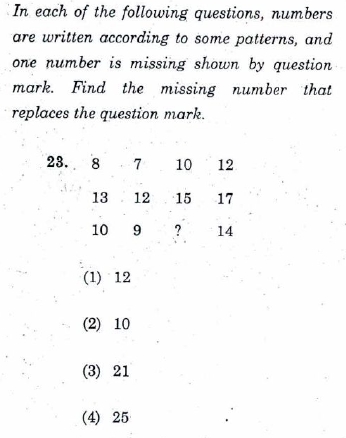 In each of the following questions, numbers
are written according to some patterns, and
one number is missing shown by question
mark. Find the missing number that
replaces the question mark.
23. 8 7 10 12
13 12 15 17
10 9 ? 14
(1) 12
(2) 10
(3) 21
(4) 25